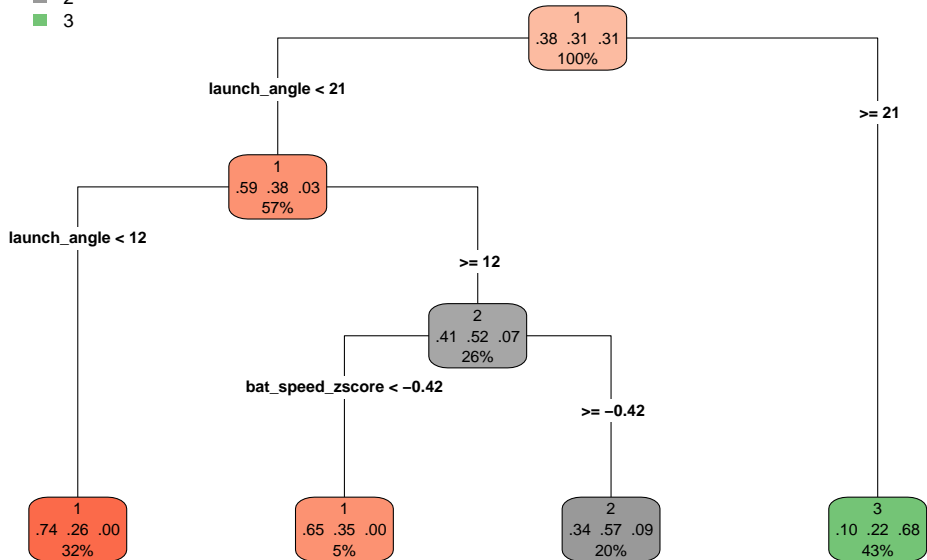 2
3
1
.38 .31 .31
100%
launch_angle < 21
>= 21
1
.59 .38 .03
57%
launch_angle < 12
>= 12
2
.41 .52 .07
26%
bat_speed_zscore < −0.42
>= −0.42
1
.74 .26 .00
32%
1
.65 .35 .00
5%
2
.34 .57 .09
20%
3
.10 .22 .68
43%